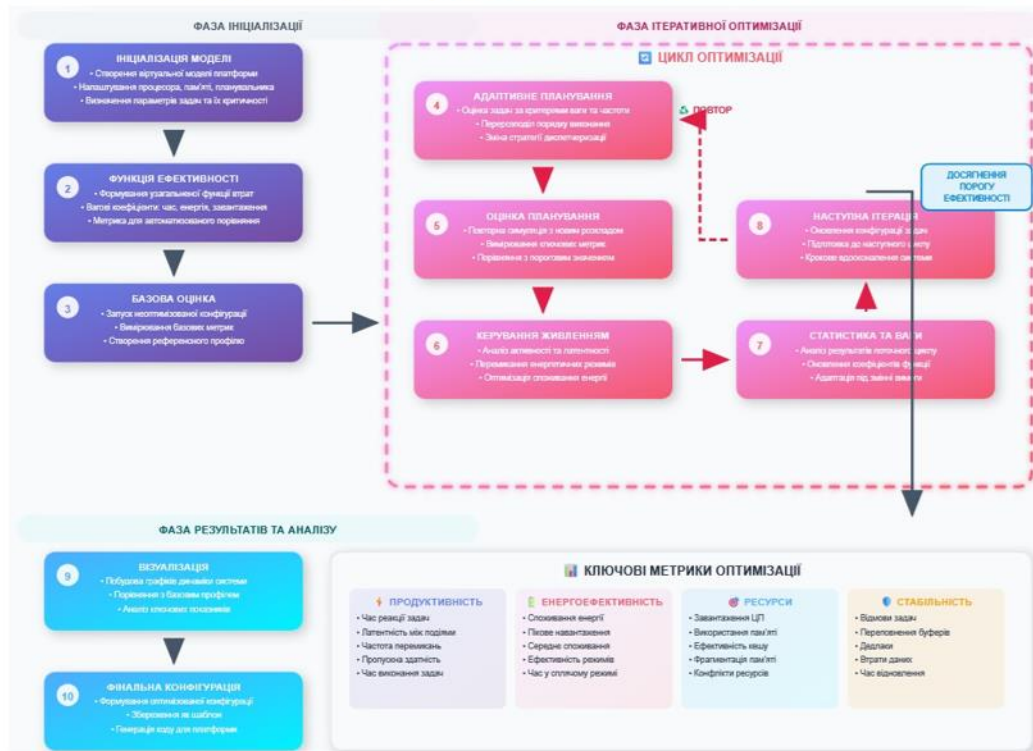 ФАЗА ІНІЦІАЛІЗАЦІЇ
1
ІНІЦІАЛІЗАЦІЯ МОДЕЛІ
• Створення віртуальної моделі платформи
• Налаштування процесора, пам'яті, планувальника
• Визначення параметрів задач та їх критичності
2
ФУНКЦІЯ ЕФЕКТИВНОСТІ
• Формування узагальненої функції втрат
• Вагові коефіцієнти: час, енергія, завантаження
• Метрика для автоматизованого порівняння
3
БАЗОВА ОЦІНКА
• Запуск неоптимізованої конфігурації
• Вимірювання базових метрик
• Створення референсного профілю
ФАЗА ІТЕРАТИВНОЇ ОПТИМІЗАЦІЇ
ЦИКЛ ОПТИМІЗАЦІЇ
4
АДАПТИВНЕ ПЛАНУВАННЯ
• Оцінка задач за критеріями ваги та частоти
• Перерозподіл порядку виконання
• Зміна стратегії диспетчеризації
ПОВТОР
5
ОЦІНКА ПЛАНУВАННЯ
• Повторна симуляція з новим розкладом
• Вимірювання ключових метрик
• Порівняння з пороговим значенням
6
КЕРУВАННЯ ЖИВЛЕННЯМ
• Аналіз активності та латентності
• Перемикання енергетичних режимів
• Оптимізація споживання енергії
7
СТАТИСТИКА ТА ВАГИ
• Аналіз результатів поточного циклу
• Оновлення коефіцієнтів функції
• Адаптація під змінні вимоги
8
НАСТУПНА ІТЕРАЦІЯ
• Оновлення конфігурації задач
• Підготовка до наступного циклу
• Крокове вдосконалення системи
ДОСЯГНЕННЯ
ПОРОГУ
ЕФЕКТИВНОСТІ
ФАЗА РЕЗУЛЬТАТІВ ТА АНАЛІЗУ
9
ВІЗУАЛІЗАЦІЯ
• Побудова графіків динаміки системи
• Порівняння з базовим профілем
• Аналіз ключових показників
10
ФІНАЛЬНА КОНФІГУРАЦІЯ
• Формування оптимізованої конфігурації
• Збереження як шаблон
• Генерація коду для платформи
КЛЮЧОВІ МЕТРИКИ ОПТИМІЗАЦІЇ
ПРОДУКТИВНІСТЬ
• Час реакції задач
• Латентність між подіями
• Частота перемикань
• Пропускна здатність
• Час виконання задач
ЕНЕРГОЕФЕКТИВНІСТЬ
• Споживання енергії
• Пікове навантаження
• Середнє споживання
• Ефективність режимів
• Час у сплячому режимі
РЕСУРСИ
• Завантаження ЦП
• Використання пам'яті
• Ефективність кешу
• Фрагментація пам'яті
• Конфлікти ресурсів
СТАБІЛЬНІСТЬ
• Відмови задач
• Переповнення буферів
• Дедлаки
• Втрати даних
• Час відновлення